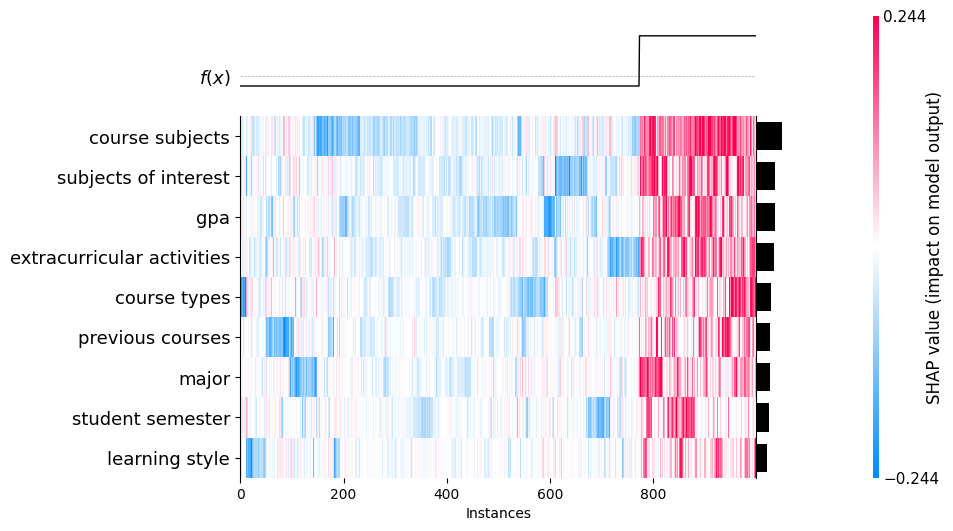 0.244
f(x)
course subjects
subjects of interest
gpa
extracurricular activities
course types
previous courses
major
student semester
learning style
SHAP value (impact on model output)
−0.244
0 200 400 600 800
Instances